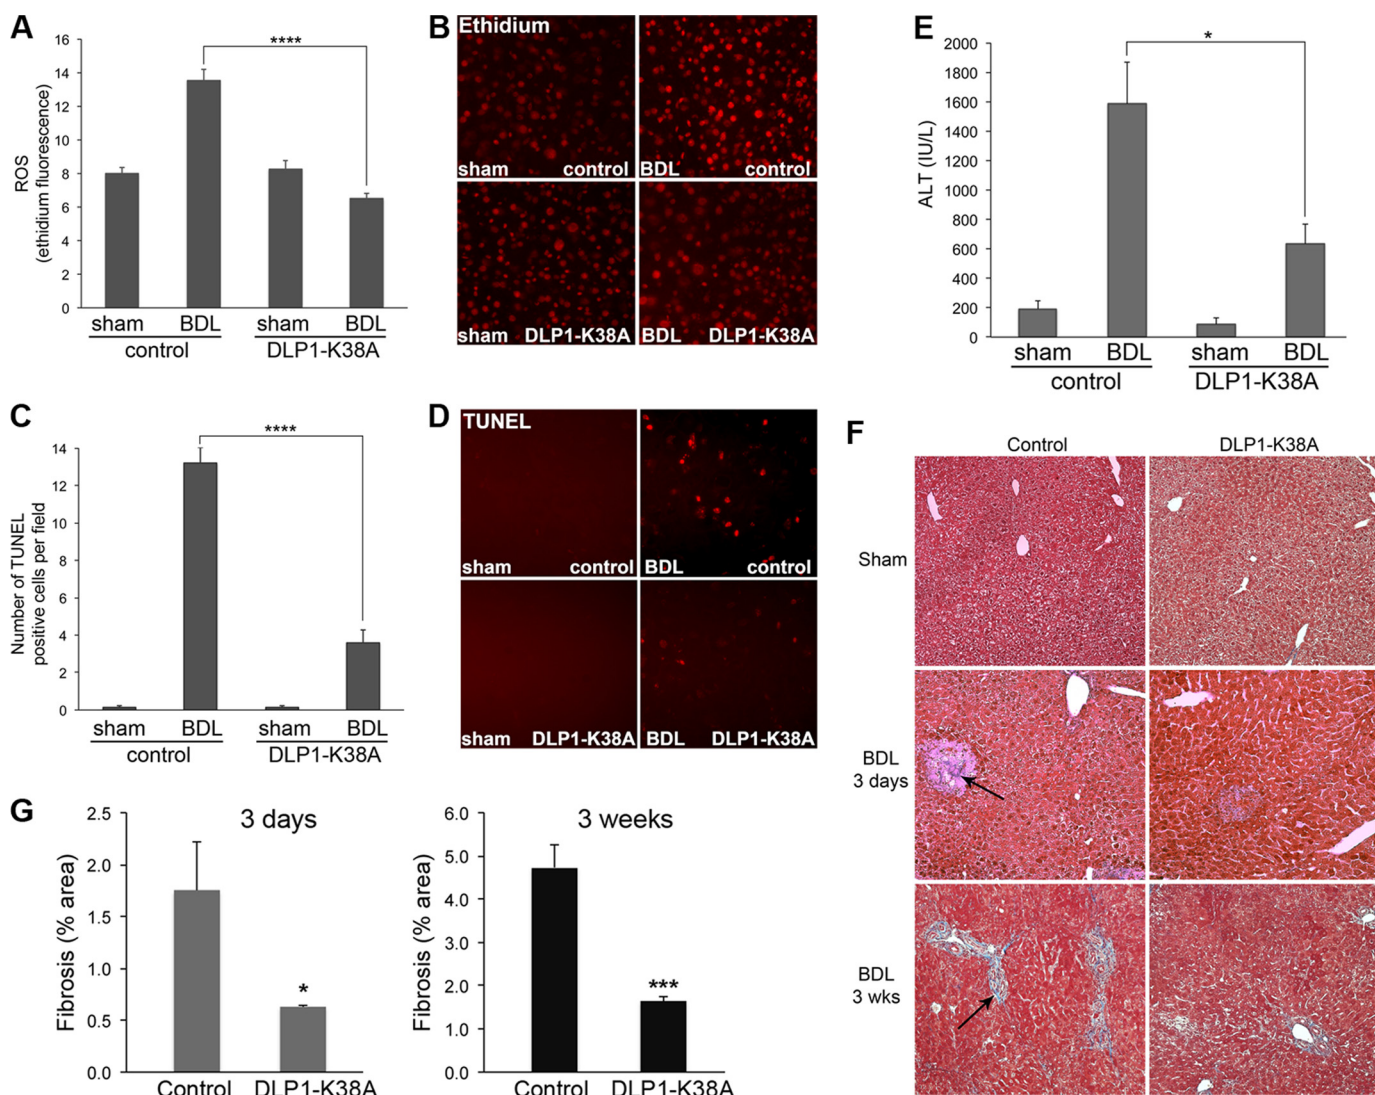 A
16
14
12
10
8
6
4
2
0
ROS
(ethidium fluorescence)
****
sham BDL sham BDL
control DLP1-K38A
B
Ethidium
sham control
BDL control
sham DLP1-K38A
BDL DLP1-K38A
E
2000
1800
1600
1400
1200
1000
800
600
400
200
0
ALT (IU/L)
*
sham BDL sham BDL
control DLP1-K38A
C
14
12
10
8
6
4
2
0
Number of TUNEL
positive cells per field
****
sham BDL sham BDL
control DLP1-K38A
D
TUNEL
sham control
BDL control
sham DLP1-K38A
BDL DLP1-K38A
F
Control DLP1-K38A
Sham
BDL
3 days
BDL
3 wks
G
3 days
2.5
2.0
1.5
1.0
0.5
0.0
Fibrosis (% area)
*
Control DLP1-K38A
3 weeks
6.0
5.0
4.0
3.0
2.0
1.0
0.0
Fibrosis (% area)
***
Control DLP1-K38A